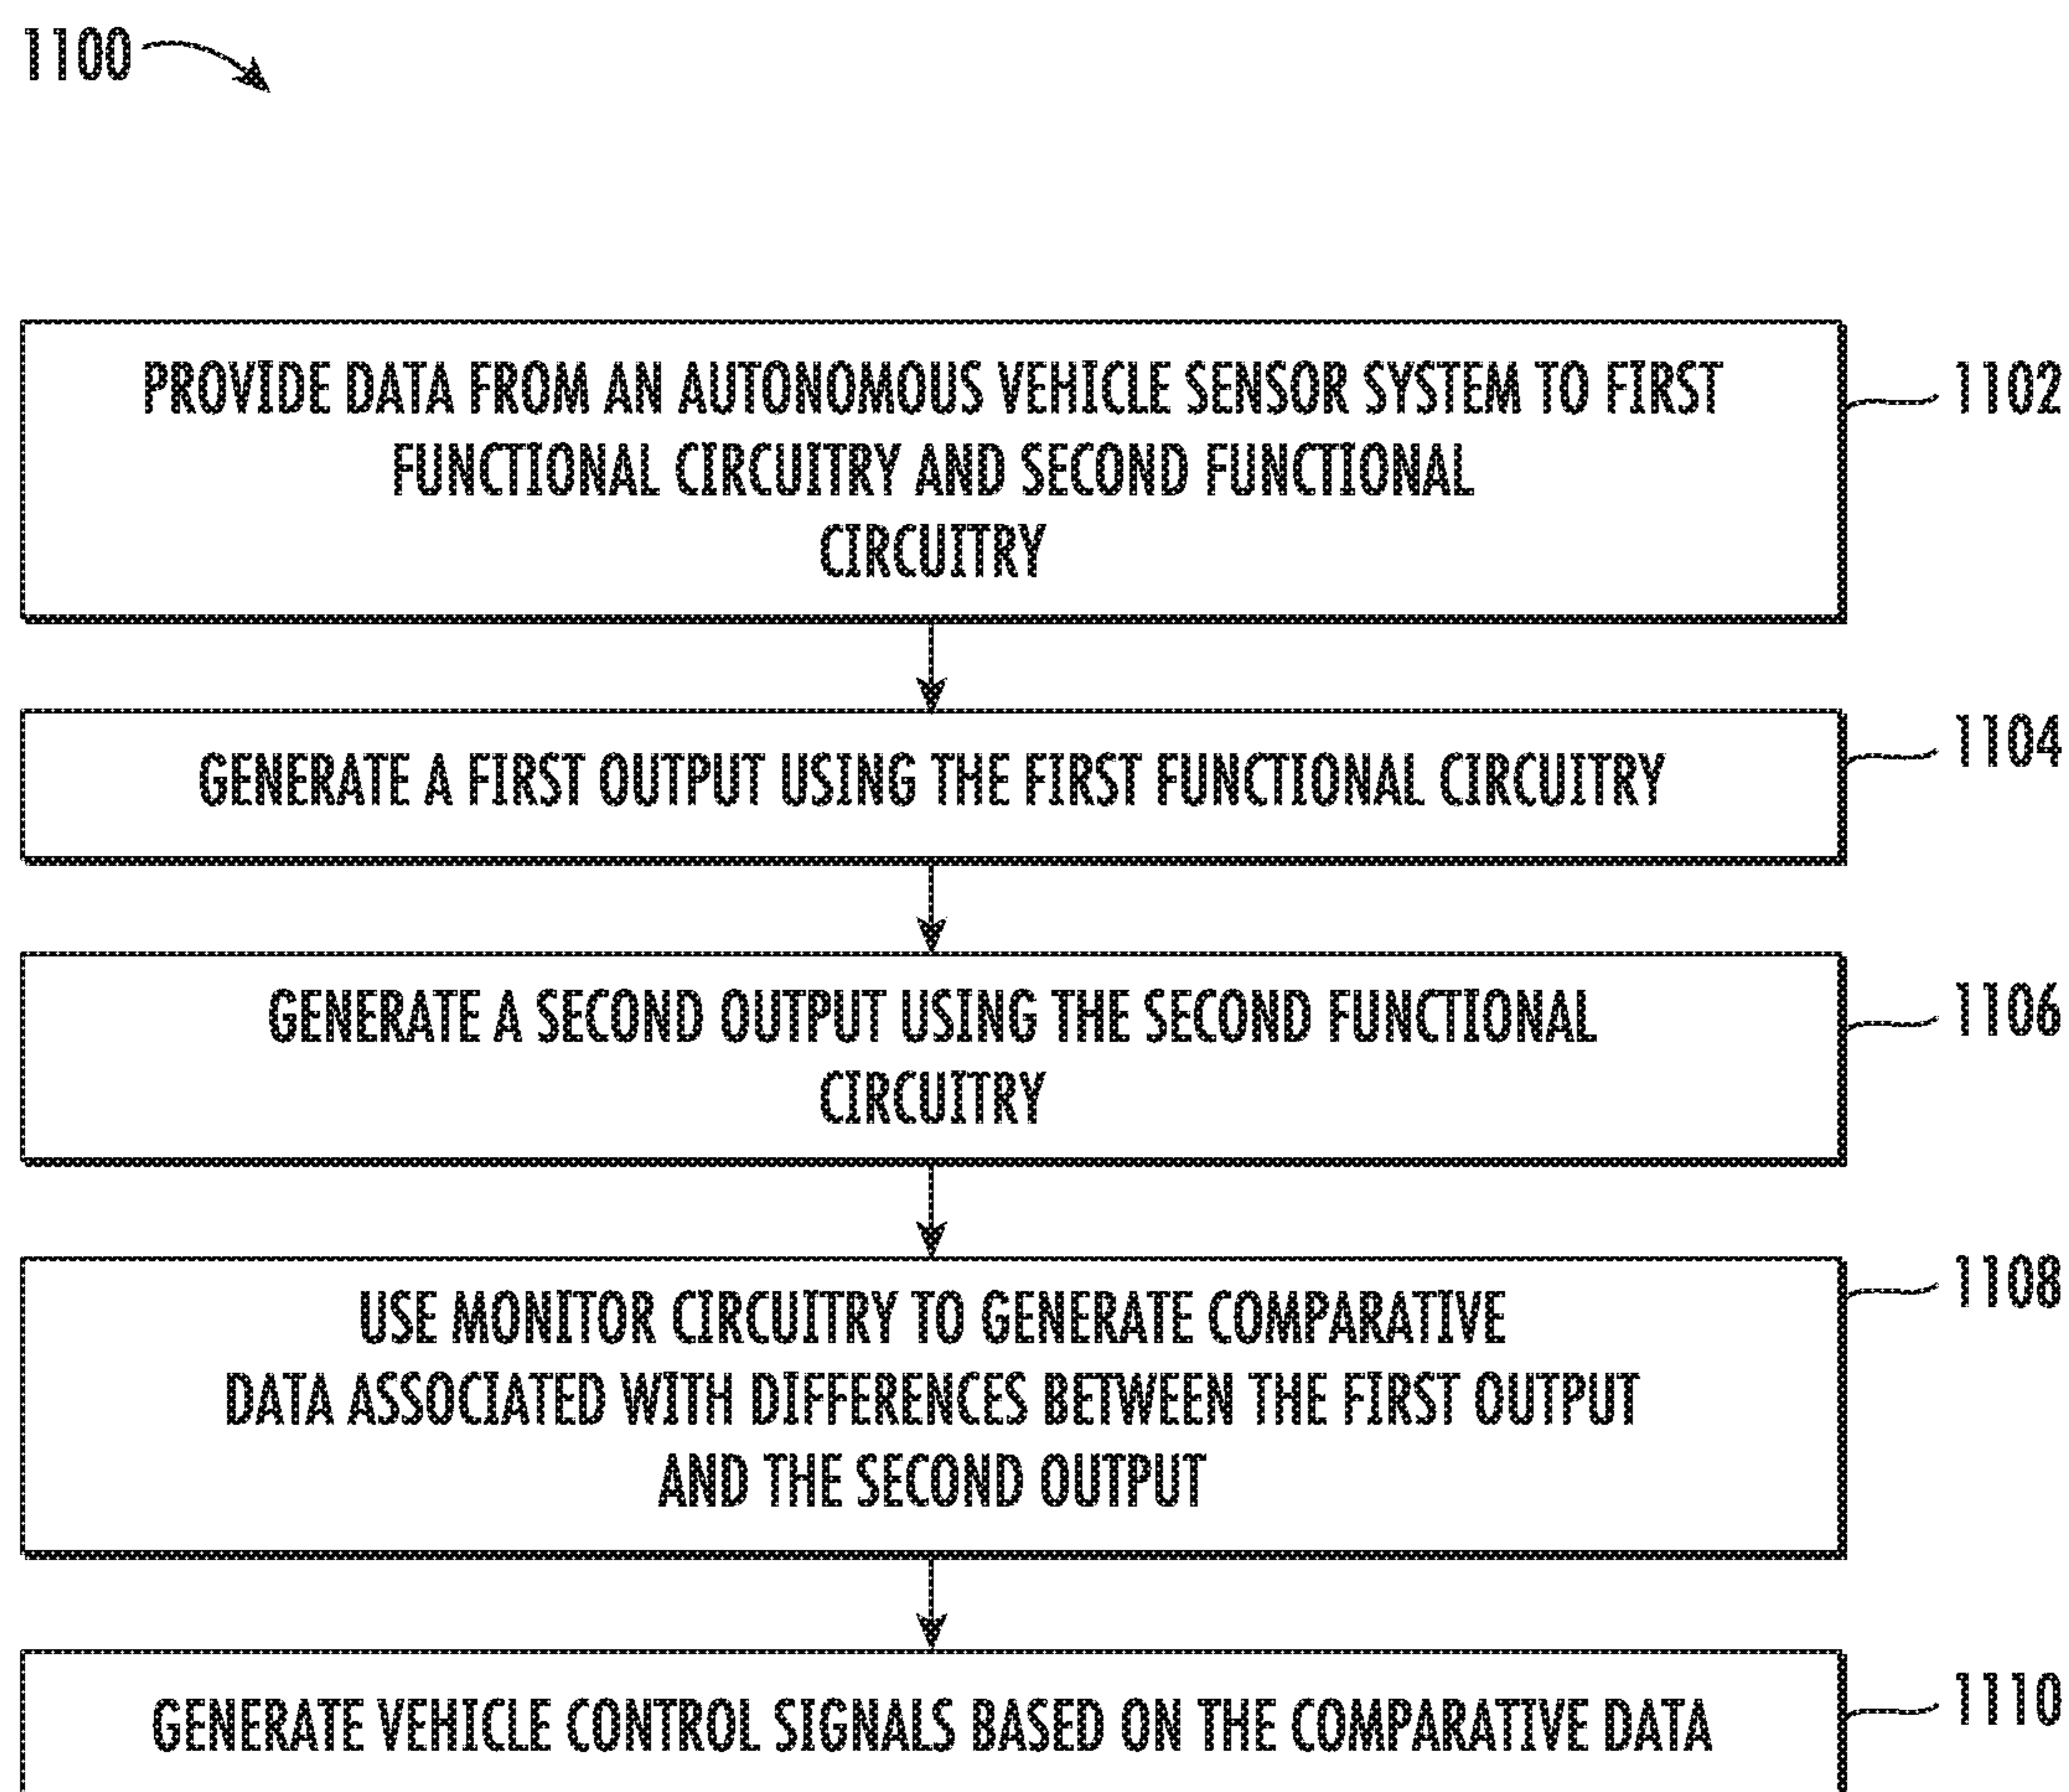 1100
PROVIDE DATA FROM AN AUTONOMOUS VEHICLE SENSOR SYSTEM TO FIRST
FUNCTIONAL CIRCUITRY AND SECOND FUNCTIONAL
CIRCUITRY
1102
GENERATE A FIRST OUTPUT USING THE FIRST FUNCTIONAL CIRCUITRY
1104
GENERATE A SECOND OUTPUT USING THE SECOND FUNCTIONAL
CIRCUITRY
1106
USE MONITOR CIRCUITRY TO GENERATE COMPARATIVE
DATA ASSOCIATED WITH DIFFERENCES BETWEEN THE FIRST OUTPUT
AND THE SECOND OUTPUT
1108
GENERATE VEHICLE CONTROL SIGNALS BASED ON THE COMPARATIVE DATA
1110